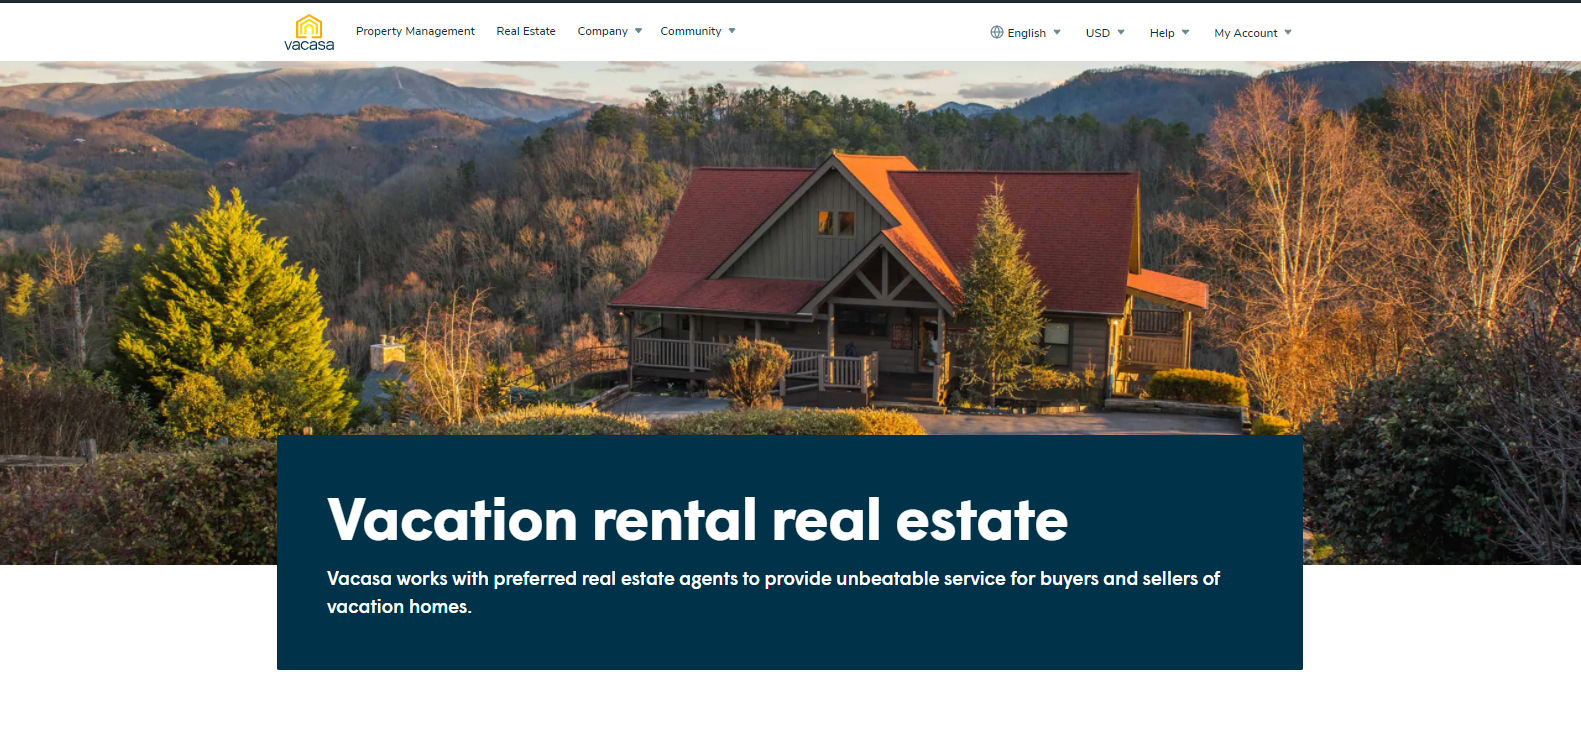 vacasa
Property Management
Real Estate
Company
Community
English
USD
Help
My Account
Vacation rental real estate
Vacasa works with preferred real estate agents to provide unbeatable service for buyers and sellers of
vacation homes.